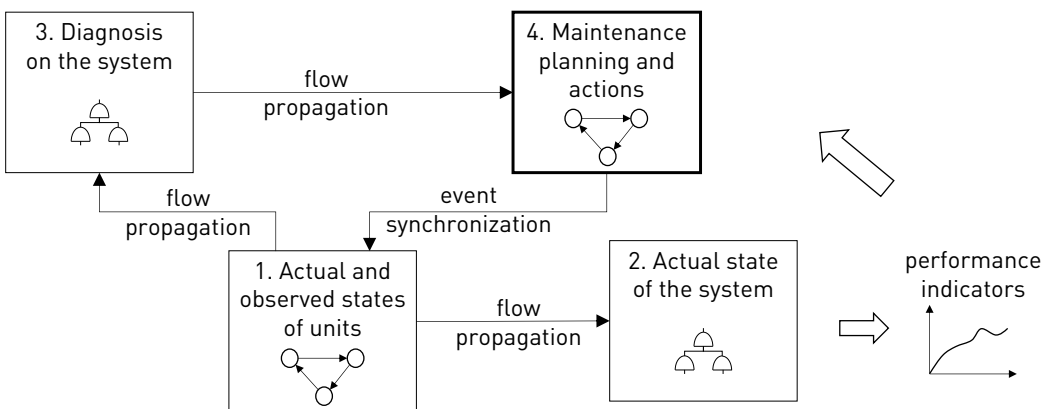 3. Diagnosis
on the system
flow
propagation
4. Maintenance
planning and
actions
flow
propagation
event
synchronization
1. Actual and
observed states
of units
flow
propagation
2. Actual state
of the system
performance
indicators